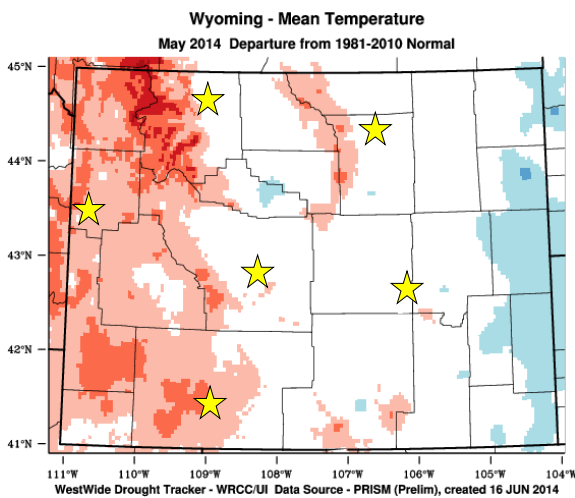 Wyoming - Mean Temperature
May 2014 Departure from 1981-2010 Normal
45°N
44°N
43°N
42°N
41°N
111°W 110°W 109°W 108°W 107°W 106°W 105°W 104°W
WestWide Drought Tracker - WRCC/UI Data Source - PRISM (Prelim), created 16 JUN 2014